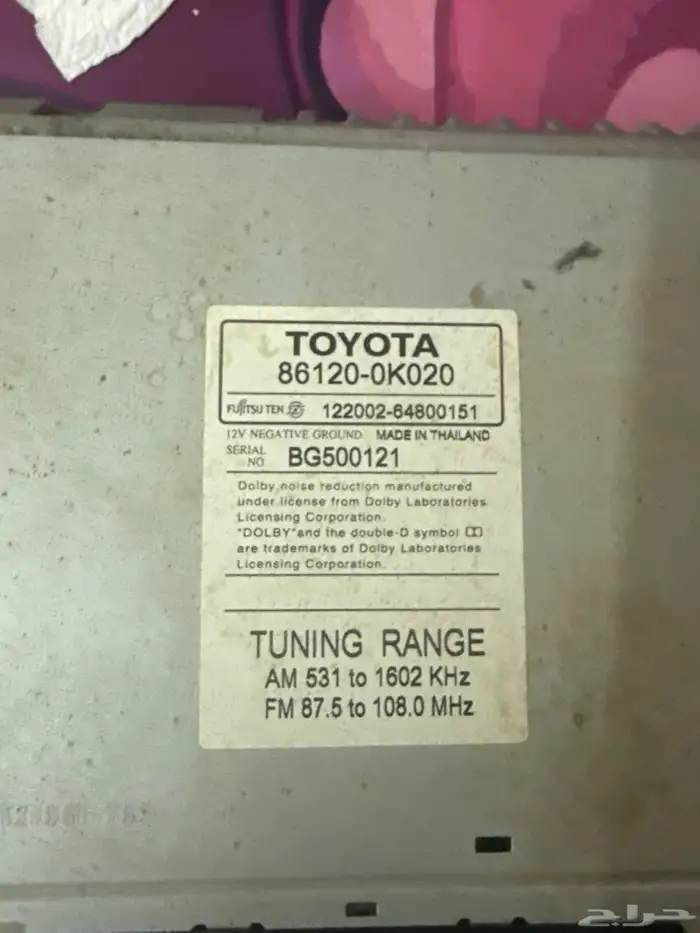 TOYOTA
86120-0K020
FUJITSU TEN 122002-64800151
12V NEGATIVE GROUND MADE IN THAILAND
SERIAL NO BG500121
Dolby noise reduction manufactured
under license from Dolby Laboratories
Licensing Corporation.
"DOLBY"and the double-D symbol
are trademarks of Dolby Laboratories
Licensing Corporation.
TUNING RANGE
AM 531 to 1602 KHz
FM 87.5 to 108.0 MHz
حراج